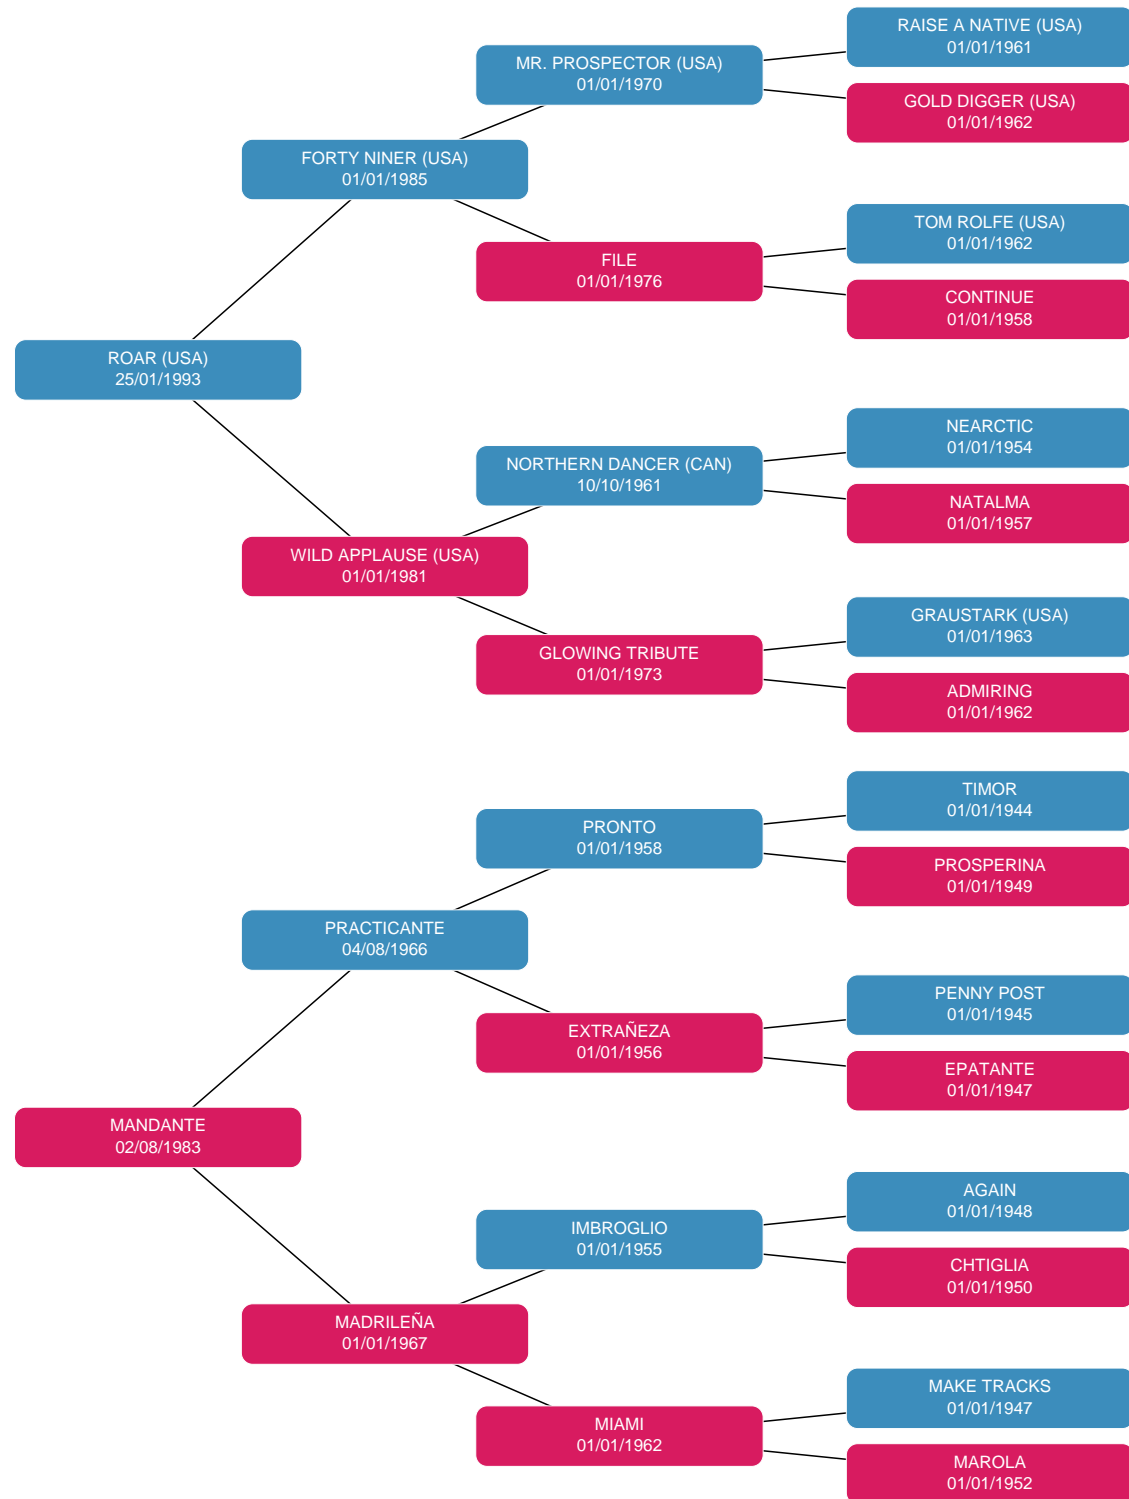 RAISE A NATIVE (USA)
01/01/1961
MR. PROSPECTOR (USA)
01/01/1970
GOLD DIGGER (USA)
01/01/1962
FORTY NINER (USA)
01/01/1985
TOM ROLFE (USA)
01/01/1962
FILE
01/01/1976
CONTINUE
01/01/1958
ROAR (USA)
25/01/1993
NEARCTIC
01/01/1954
NORTHERN DANCER (CAN)
10/10/1961
NATALMA
01/01/1957
WILD APPLAUSE (USA)
01/01/1981
GRAUSTARK (USA)
01/01/1963
GLOWING TRIBUTE
01/01/1973
ADMIRING
01/01/1962
TIMOR
01/01/1944
PRONTO
01/01/1958
PROSPERINA
01/01/1949
PRACTICANTE
04/08/1966
PENNY POST
01/01/1945
EXTRAÑEZA
01/01/1956
EPATANTE
01/01/1947
MANDANTE
02/08/1983
AGAIN
01/01/1948
IMBROGLIO
01/01/1955
CHTIGLIA
01/01/1950
MADRILEÑA
01/01/1967
MAKE TRACKS
01/01/1947
MIAMI
01/01/1962
MAROLA
01/01/1952